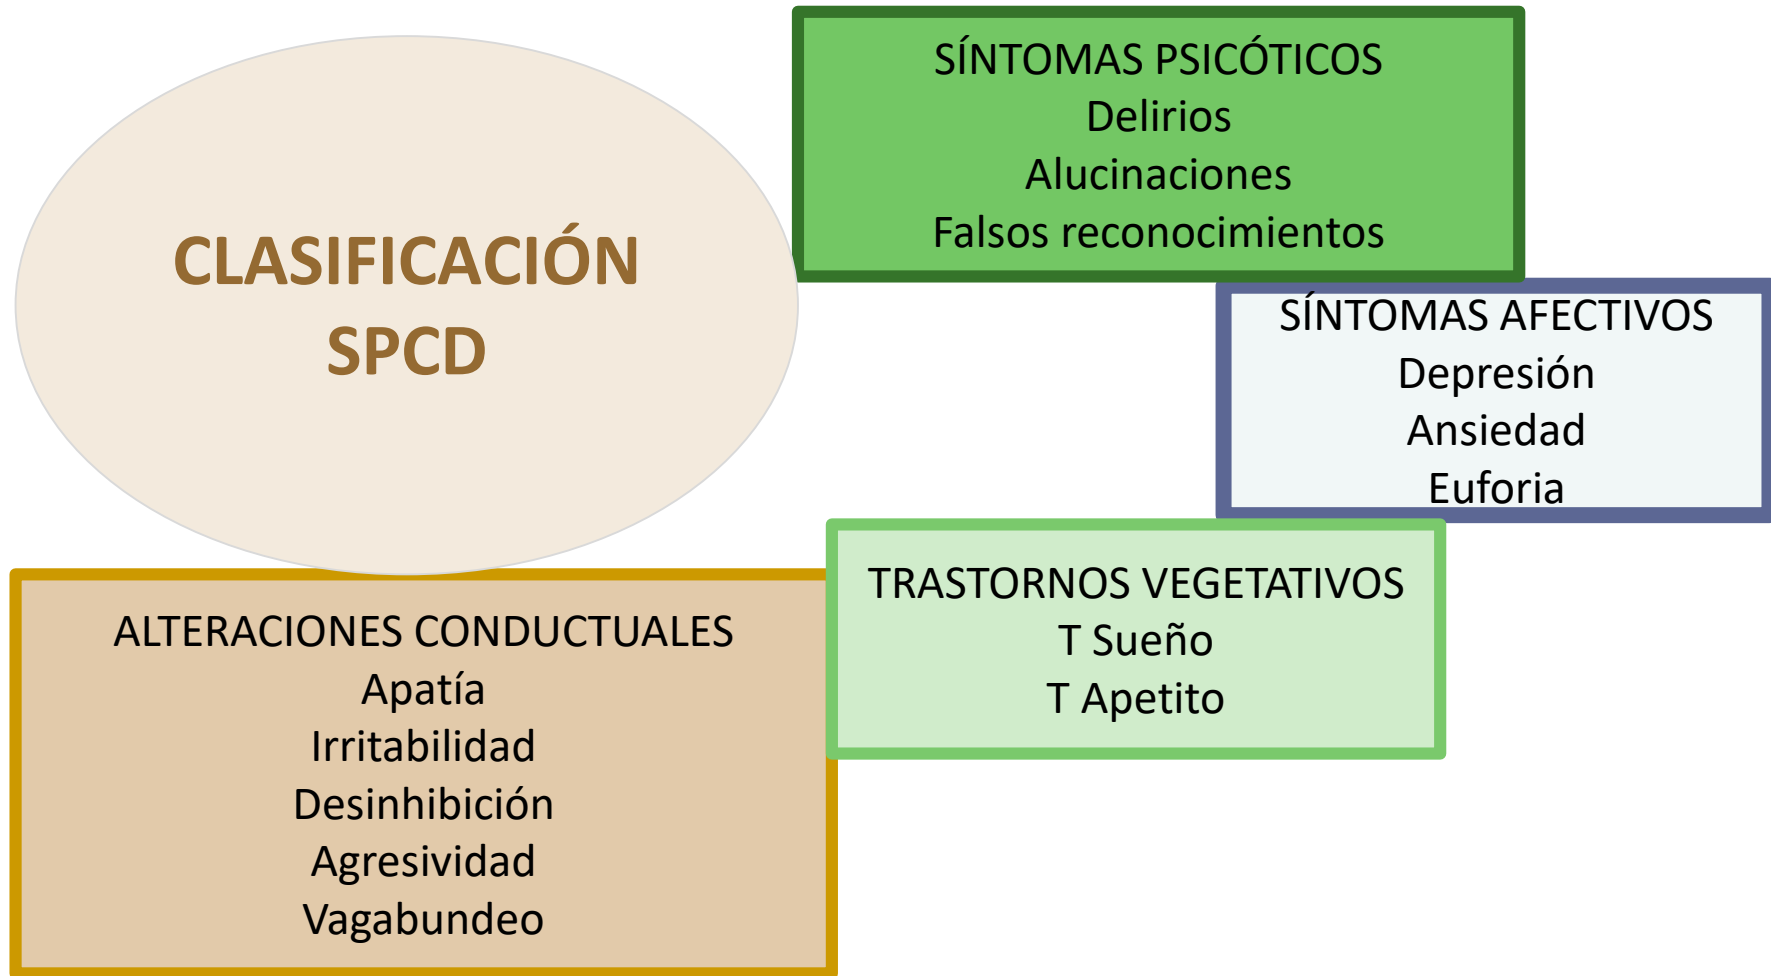 CLASIFICACIÓN
SPCD
SÍNTOMAS PSICÓTICOS
Delirios
Alucinaciones
Falsos reconocimientos
SÍNTOMAS AFECTIVOS
Depresión
Ansiedad
Euforia
TRASTORNOS VEGETATIVOS
T Sueño
T Apetito
ALTERACIONES CONDUCTUALES
Apatía
Irritabilidad
Desinhibición
Agresividad
Vagabundeo